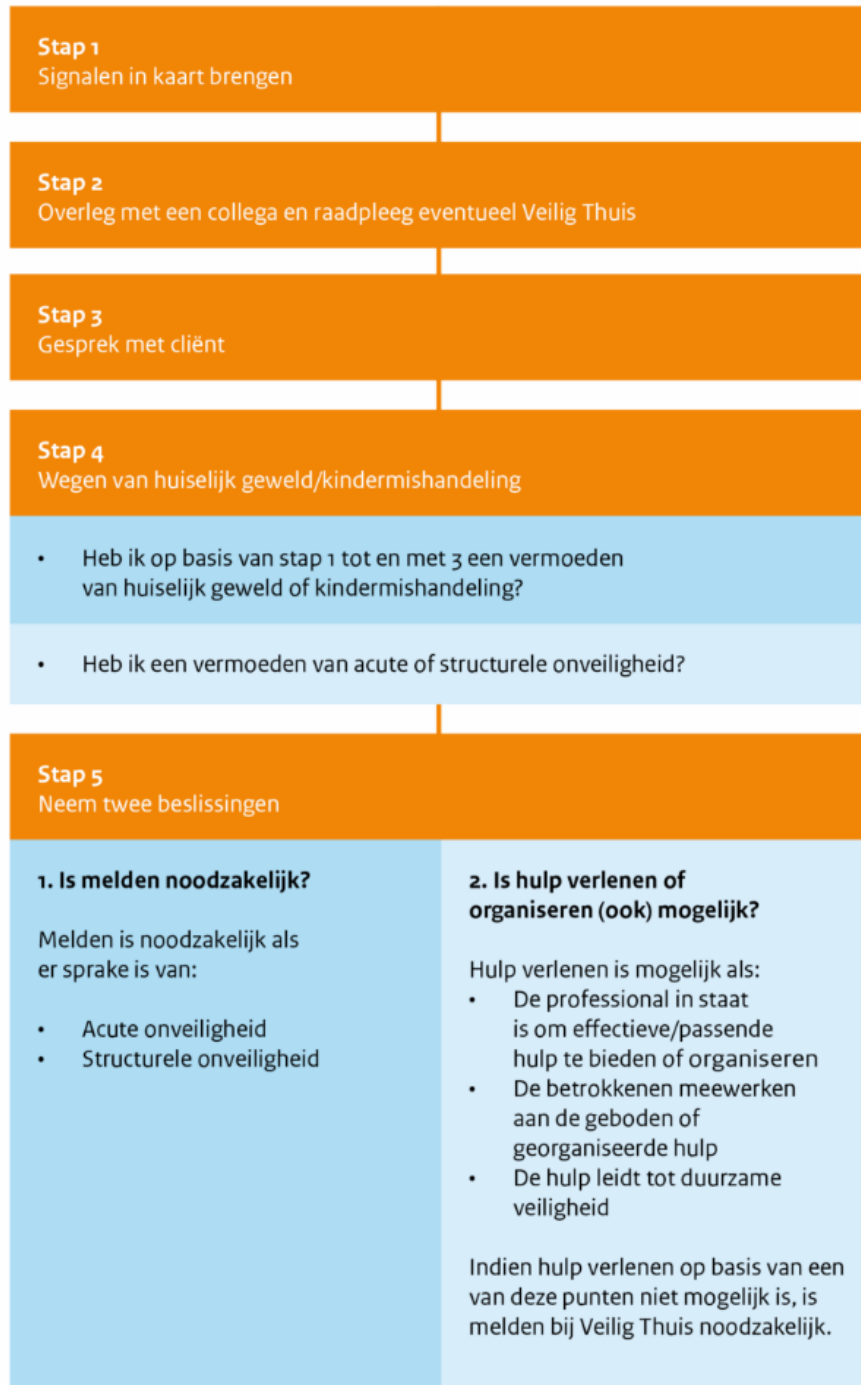 Stap 1
Signalen in kaart brengen
Stap 2
Overleg met een collega en raadpleeg eventueel Veilig Thuis
Stap 3
Gesprek met cliënt
Stap 4
Wegen van huiselijk geweld/kindermishandeling
• Heb ik op basis van stap 1 tot en met 3 een vermoeden
van huiselijk geweld of kindermishandeling?
• Heb ik een vermoeden van acute of structurele onveiligheid?
Stap 5
Neem twee beslissingen
1. Is melden noodzakelijk?
Melden is noodzakelijk als
er sprake is van:
• Acute onveiligheid
• Structurele onveiligheid
2. Is hulp verlenen of
organiseren (ook) mogelijk?
Hulp verlenen is mogelijk als:
• De professional in staat
is om effectieve/passende
hulp te bieden of organiseren
• De betrokkenen meewerken
aan de geboden of
georganiseerde hulp
• De hulp leidt tot duurzame
veiligheid
Indien hulp verlenen op basis van een
van deze punten niet mogelijk is, is
melden bij Veilig Thuis noodzakelijk.